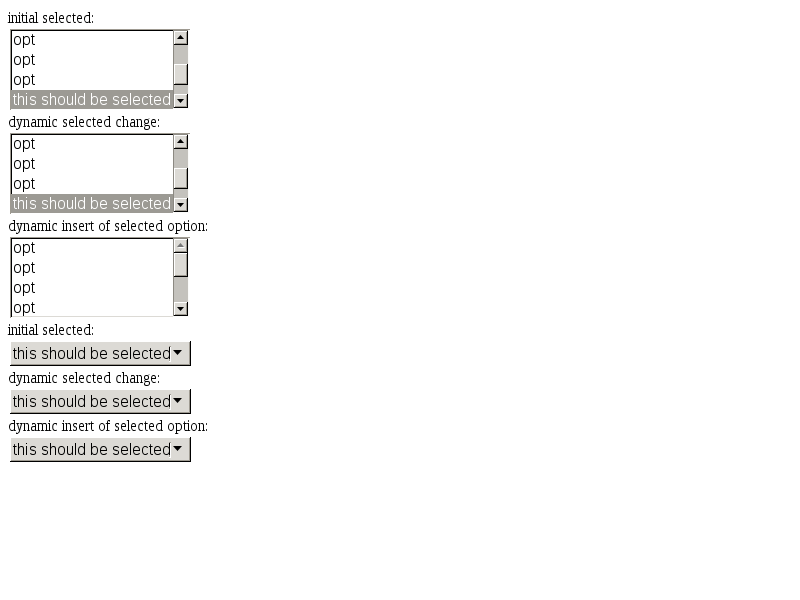 initial selected:
opt
opt
opt
this should be selected
dynamic selected change:
opt
opt
opt
this should be selected
dynamic insert of selected option:
opt
opt
opt
opt
initial selected:
this should be selected
dynamic selected change:
this should be selected
dynamic insert of selected option:
this should be selected